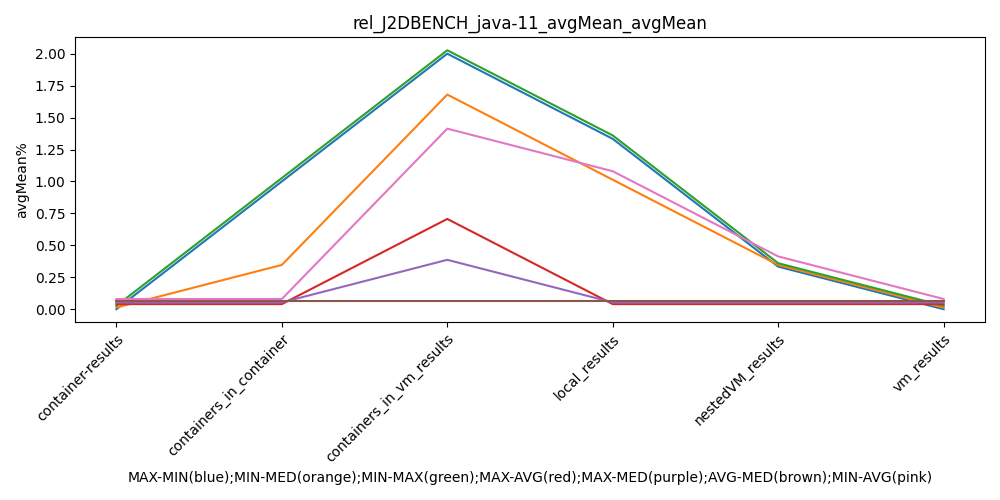 rel_J2DBENCH_java-11_avgMean_avgMean
avgMean%
2.00
1.75
1.50
1.25
1.00
0.75
0.50
0.25
0.00
container-results
containers_in_container
containers_in_vm_results
local_results
nestedVM_results
vm_results
MAX-MIN(blue);MIN-MED(orange);MIN-MAX(green);MAX-AVG(red);MAX-MED(purple);AVG-MED(brown);MIN-AVG(pink)